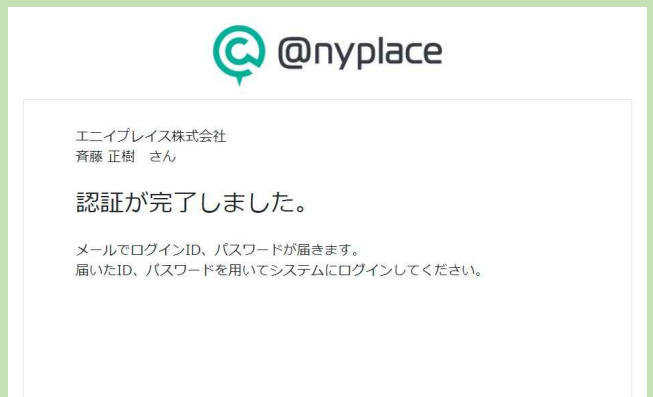 @nyplace
エニイプレイス株式会社
斉藤 正樹　さん
認証が完了しました。
メールでログインID、パスワードが届きます。
届いたID、パスワードを用いてシステムにログインしてください。